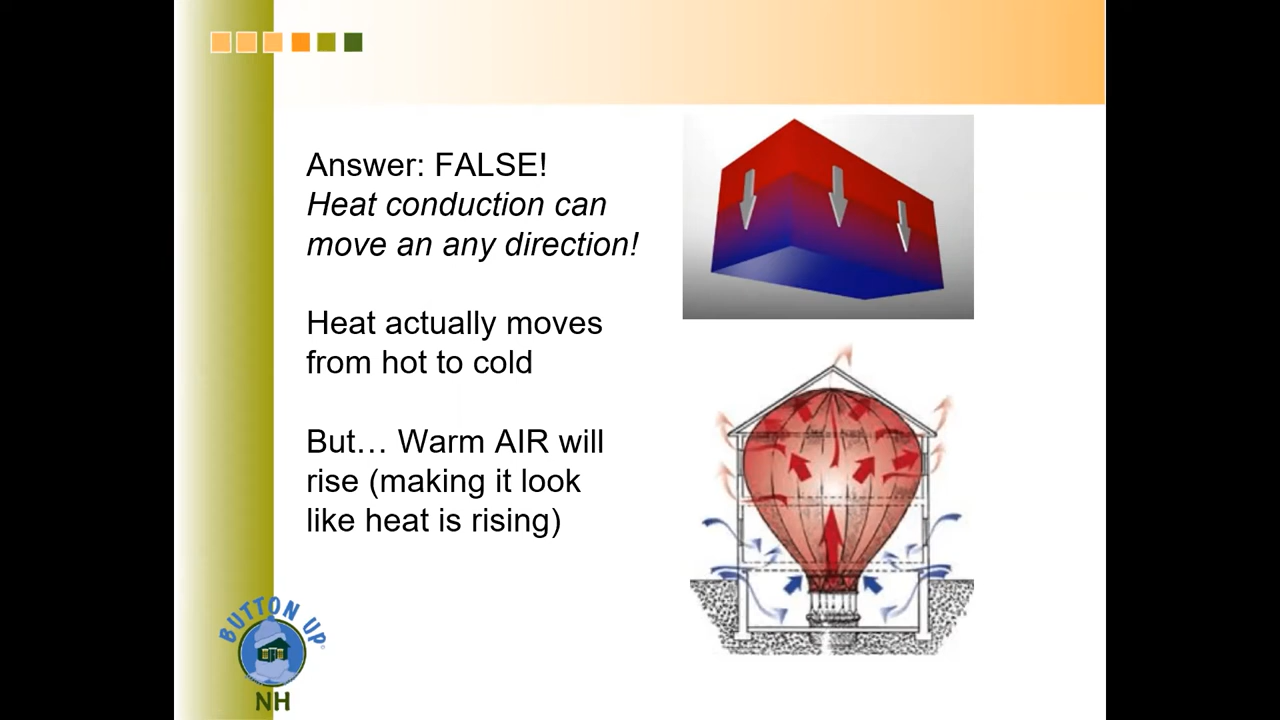 Answer: FALSE!
Heat conduction can
move an any direction!
Heat actually moves
from hot to cold
But… Warm AIR will
rise (making it look
like heat is rising)
BUTTON UP
NH